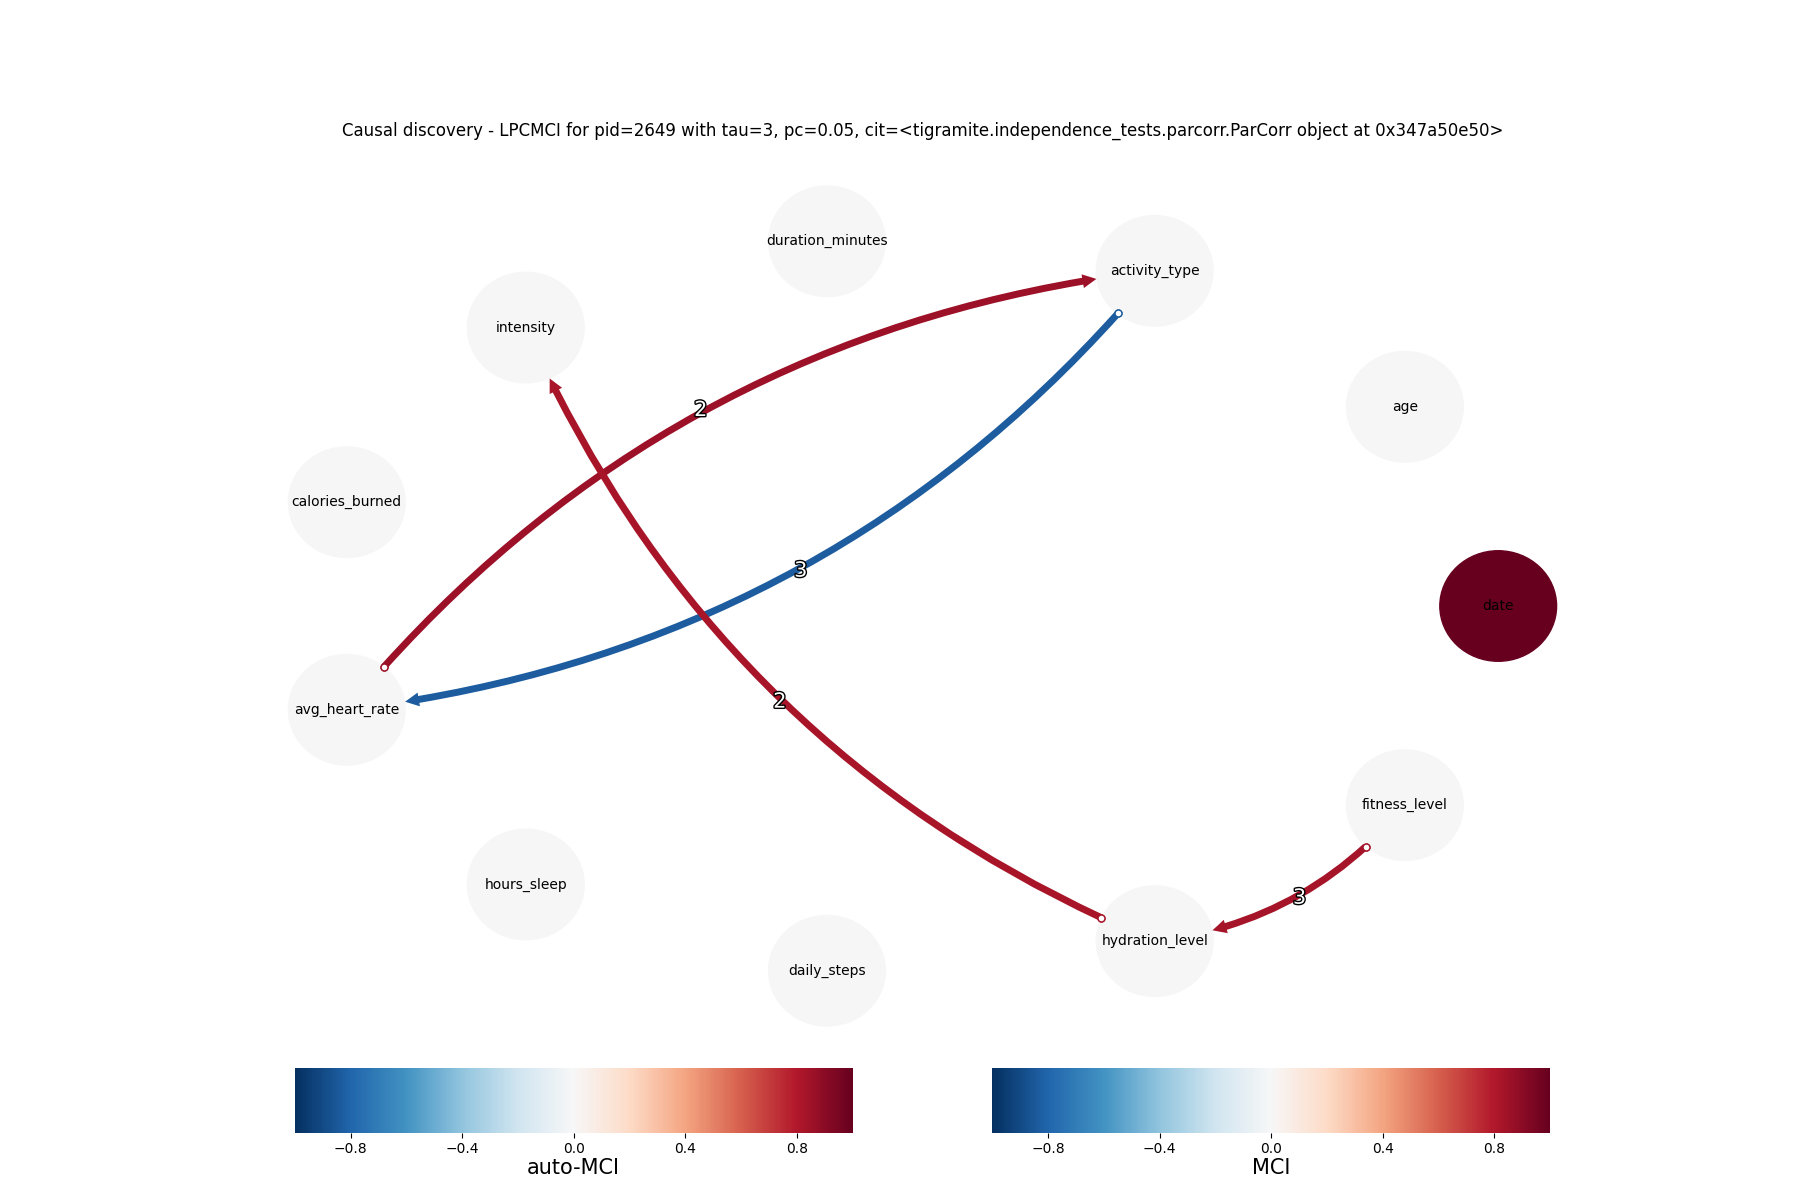 Causal discovery - LPCMCI for pid=2649 with tau=3, pc=0.05, cit=<tigramite.independence_tests.parcorr.ParCorr object at 0x347a50e50>
duration_minutes
activity_type
intensity
age
2
calories_burned
3
date
2
avg_heart_rate
fitness_level
hours_sleep
3
hydration_level
daily_steps
−0.8 −0.4 0.0 0.4 0.8
auto-MCI
−0.8 −0.4 0.0 0.4 0.8
MCI